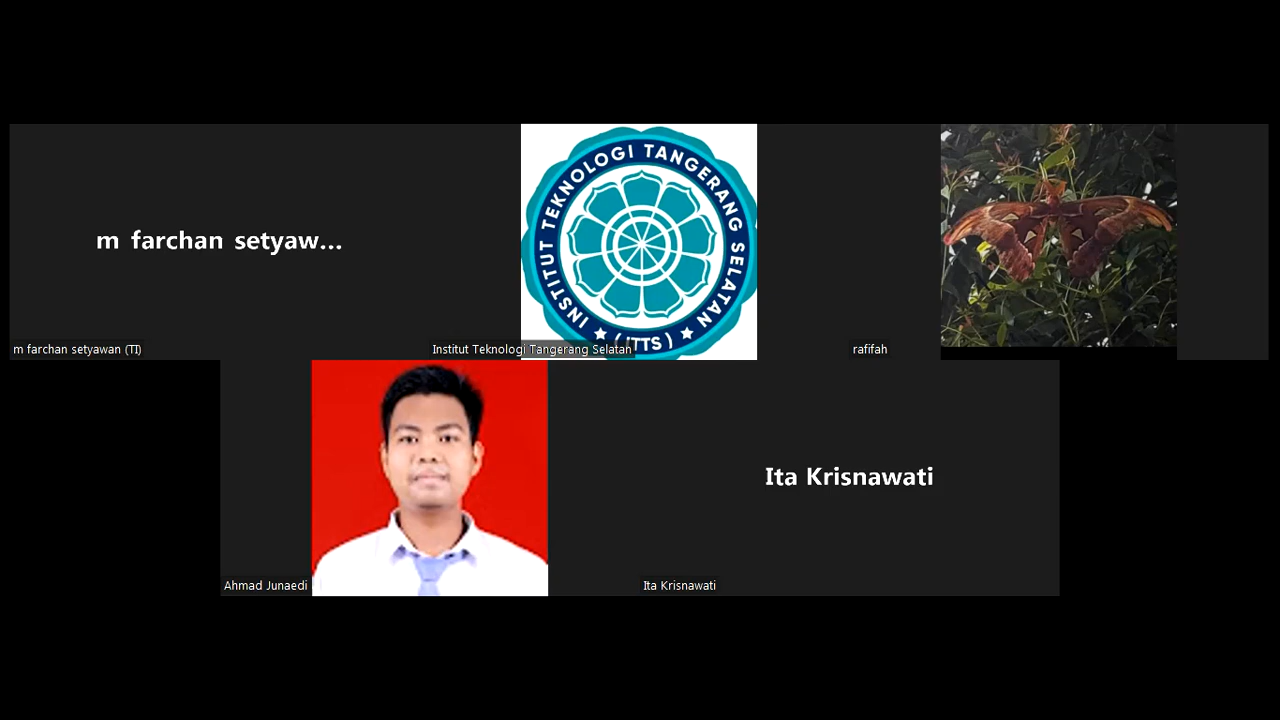 m farchan setyaw...
m farchan setyawan (TI)
INSTITUT TEKNOLOGI TANGERANG SELATAN
(ITTS)
Institut Teknologi Tangerang Selatan
rafifah
Ahmad Junaedi
Ita Krisnawati
Ita Krisnawati